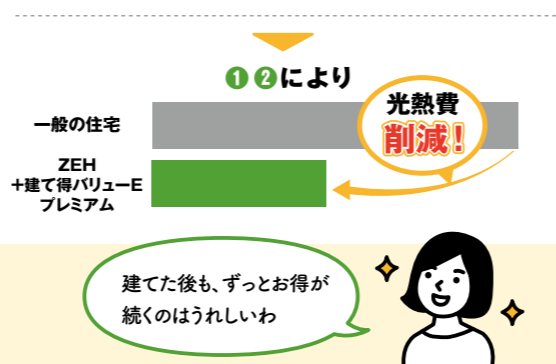 ❶❷により
一般の住宅
光熱費
削減！
ZEH
＋建て得バリューE
プレミアム
建てた後も、ずっとお得が
続くのはうれしいわ